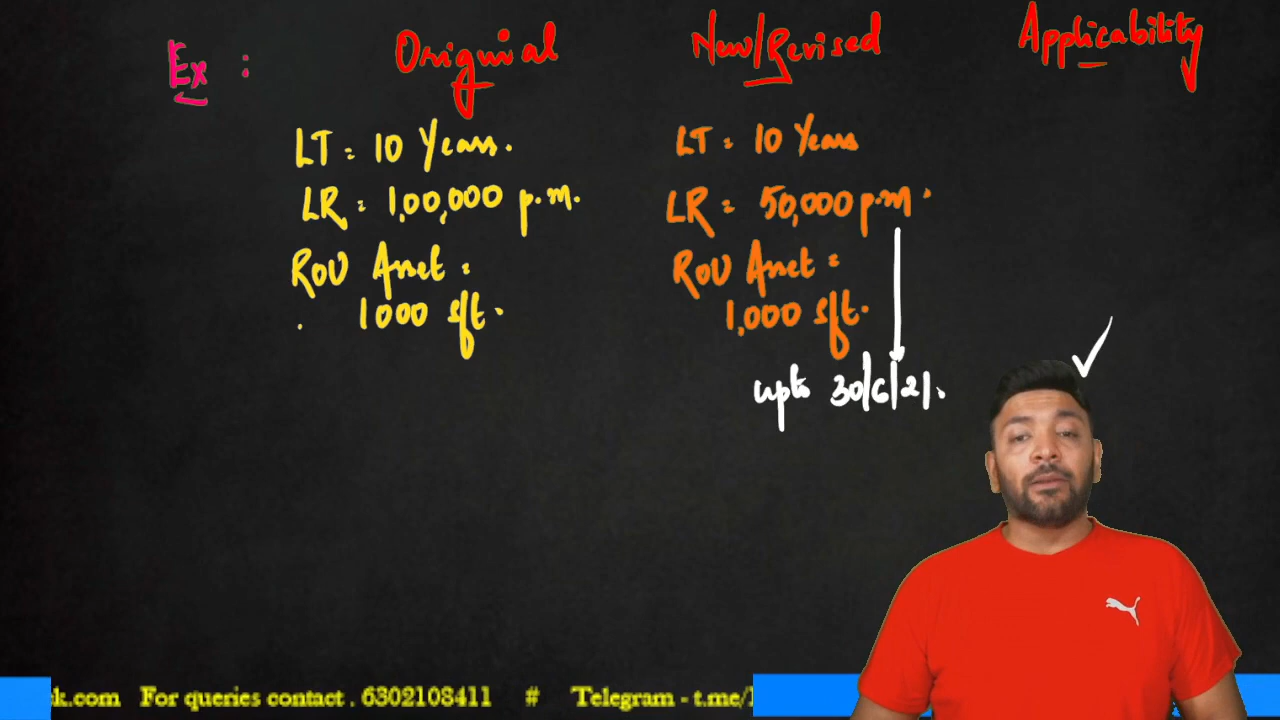 Ex : Original New/Revised Applicability
LT = 10 Years. LT = 10 Years
LR = 1,00,000 p.m. LR = 50,000 p.m.
ROU Asset = ROU Asset =
1000 sft. 1,000 sft.
upto 30/6/21.
k.com For queries contact . 6302108411 # Telegram - t.me/